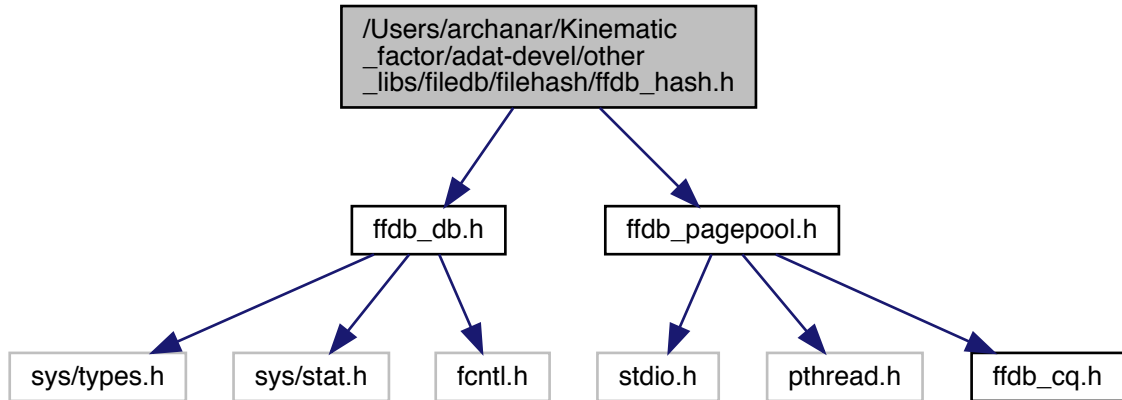 /Users/archanar/Kinematic
_factor/adat-devel/other
_libs/filedb/filehash/ffdb_hash.h
ffdb_db.h
ffdb_pagepool.h
sys/types.h
sys/stat.h
fcntl.h
stdio.h
pthread.h
ffdb_cq.h